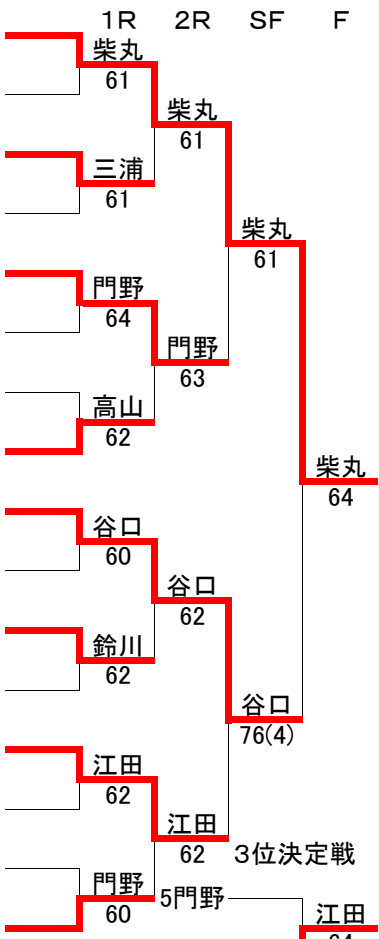 1R 2R SF F
柴丸
61
柴丸
61
三浦
61
柴丸
61
門野
64
門野
63
高山
62
柴丸
64
谷口
60
谷口
62
鈴川
62
谷口
76(4)
江田
62
江田
62 3位決定戦
門野
60
5門野
江田
64